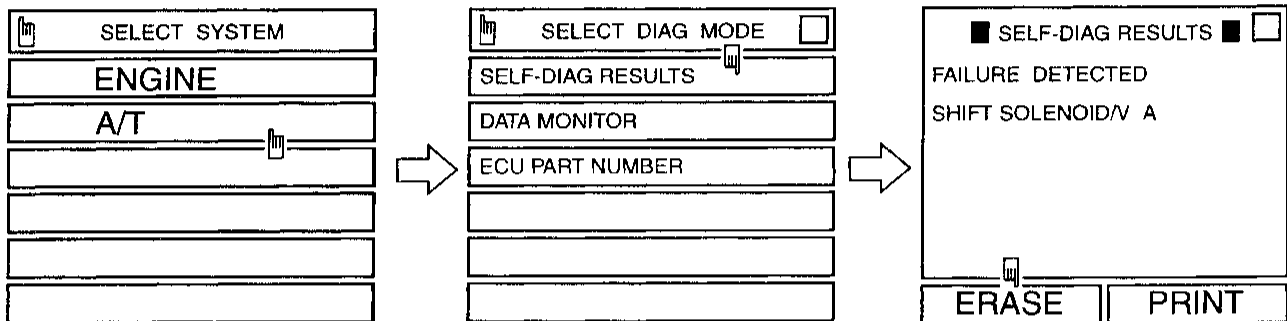 SELECT SYSTEM
ENGINE
A/T
SELECT DIAG MODE
SELF-DIAG RESULTS
DATA MONITOR
ECU PART NUMBER
SELF-DIAG RESULTS
FAILURE DETECTED
SHIFT SOLENOID/V A
ERASE
PRINT